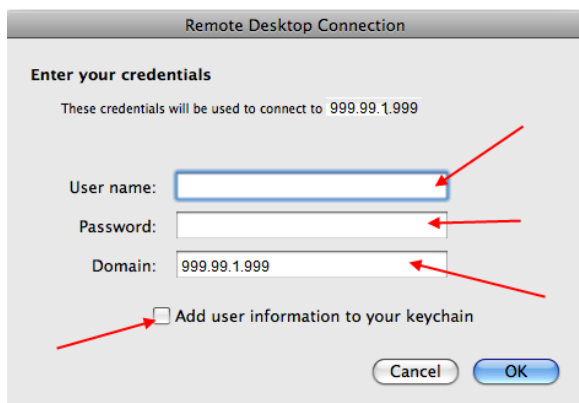 Remote Desktop Connection
Enter your credentials
These credentials will be used to connect to 999.99.1.999
User name:
Password:
Domain: 999.99.1.999
Add user information to your keychain
Cancel OK